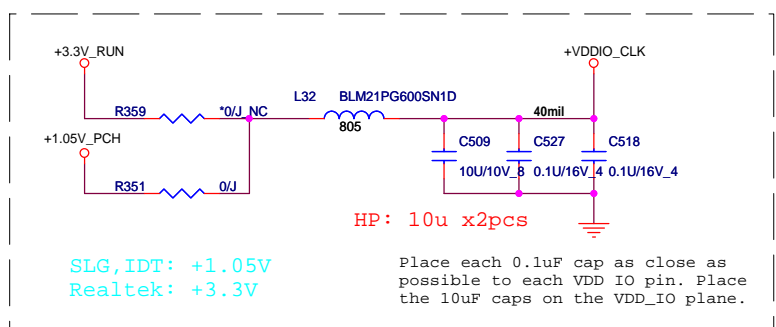 +3.3V_RUN
+VDDIO_CLK
L32 BLM21PG600SN1D
R359 *0/J_NC
805
40mil
+1.05V_PCH
C509 C527 C518
10U/10V_8 0.1U/16V_4 0.1U/16V_4
R351 0/J
HP: 10u x2pcs
SLG,IDT: +1.05V
Realtek: +3.3V
Place each 0.1uF cap as close as
possible to each VDD IO pin. Place
the 10uF caps on the VDD_IO plane.